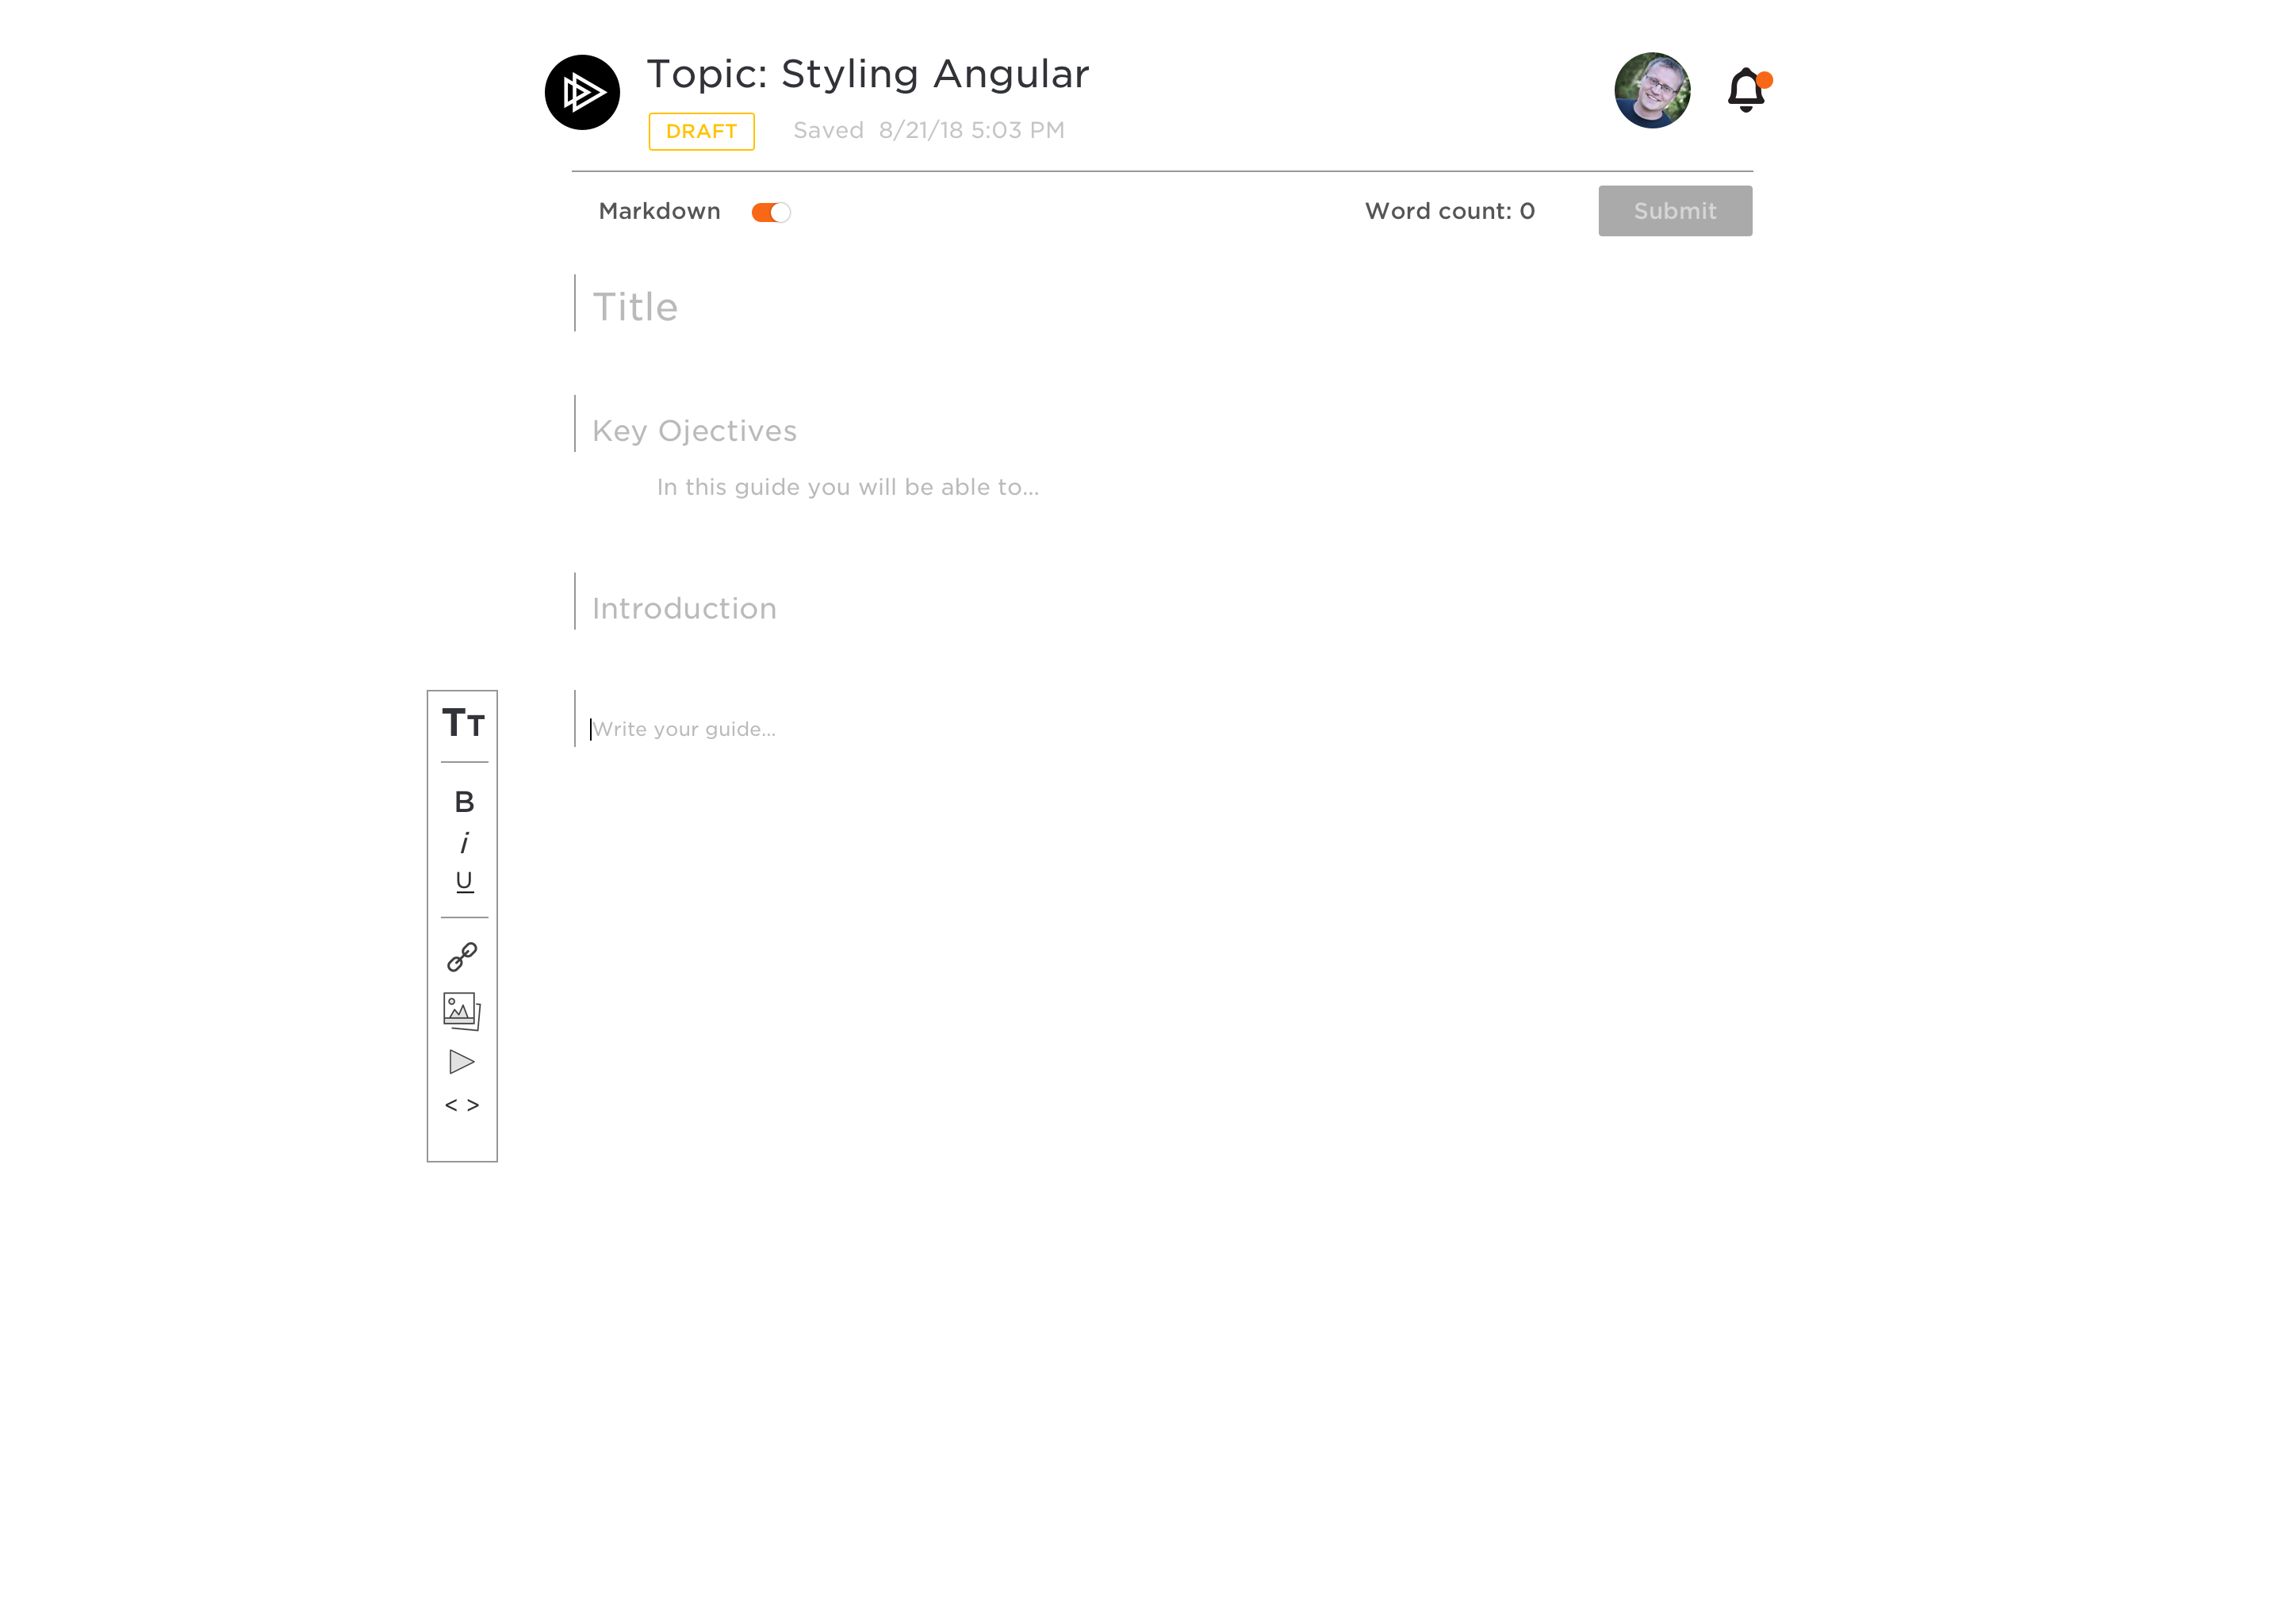 Topic: Styling Angular
DRAFT
Saved 8/21/18 5:03 PM
Markdown
Word count: 0
Submit
Title
Key Ojectives
In this guide you will be able to...
Introduction
Write your guide...
TT
B
i
U
< >